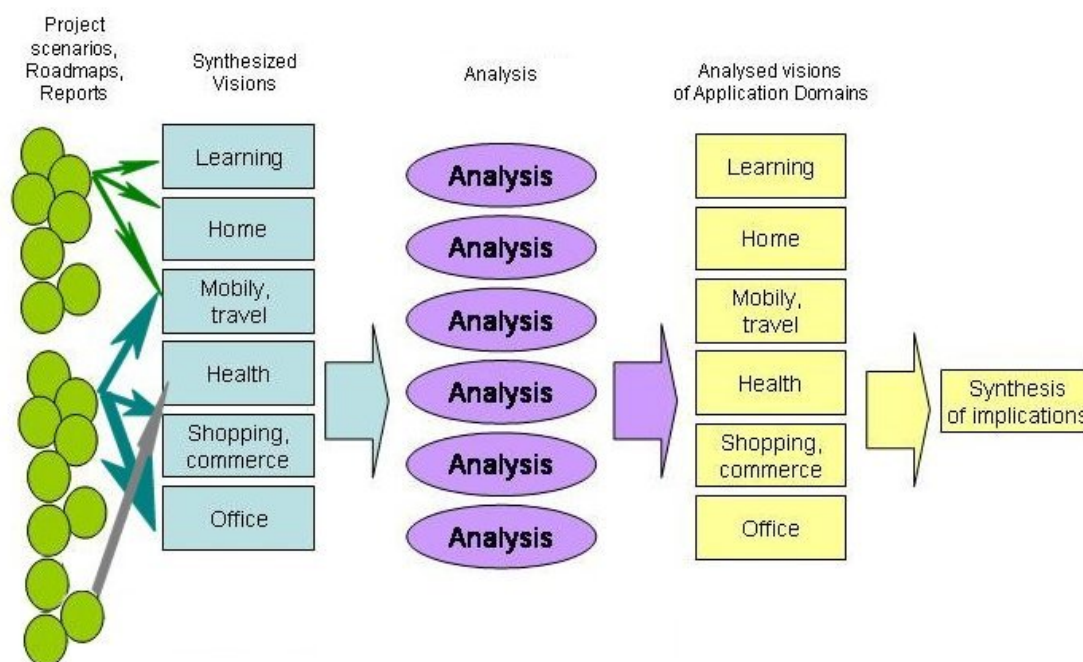 Project
scenarios,
Roadmaps,
Reports
Synthesized
Visions
Analysis
Analysed visions
of Application Domains
Learning
Home
Mobily,
travel
Health
Shopping,
commerce
Office
Analysis
Analysis
Analysis
Analysis
Analysis
Analysis
Learning
Home
Mobily,
travel
Health
Shopping,
commerce
Office
Synthesis
of implications